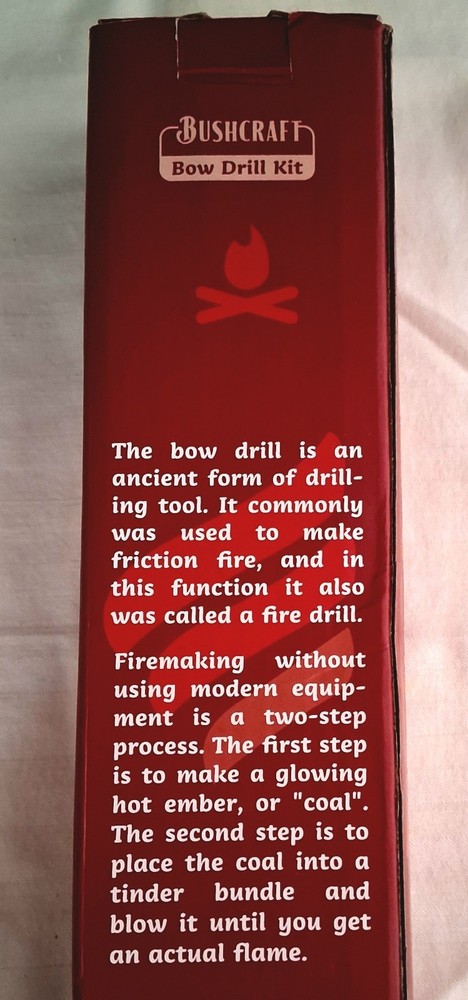 BUSHCRAFT
Bow Drill Kit
The bow drill is an
ancient form of drill-
ing tool. It commonly
was used to make
friction fire, and in
this function it also
was called a fire drill.
Firemaking without
using modern equip-
ment is a two-step
process. The first step
is to make a glowing
hot ember, or "coal".
The second step is to
place the coal into a
tinder bundle and
blow it until you get
an actual flame.